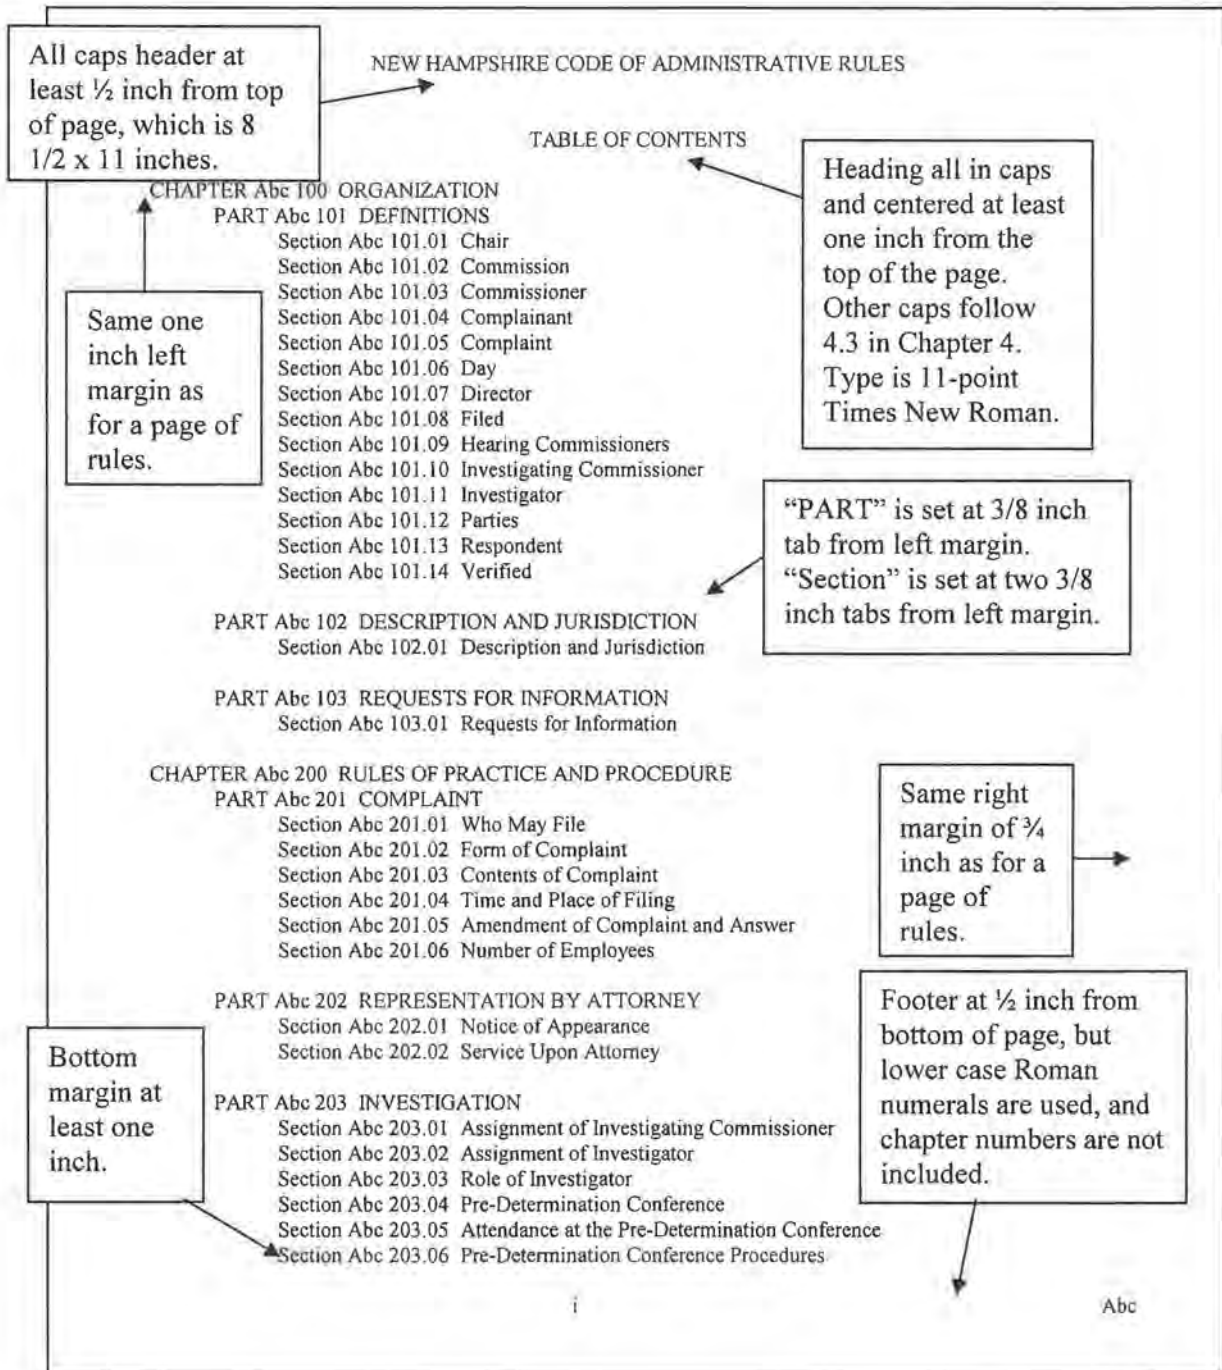 All caps header at
least ½ inch from top
of page, which is 8
1/2 x 11 inches.
NEW HAMPSHIRE CODE OF ADMINISTRATIVE RULES
TABLE OF CONTENTS
Heading all in caps
and centered at least
one inch from the
top of the page.
Other caps follow
4.3 in Chapter 4.
Type is 11-point
Times New Roman.
CHAPTER Abc 100 ORGANIZATION
PART Abc 101 DEFINITIONS
Section Abc 101.01 Chair
Section Abc 101.02 Commission
Section Abc 101.03 Commissioner
Section Abc 101.04 Complainant
Section Abc 101.05 Complaint
Section Abc 101.06 Day
Section Abc 101.07 Director
Section Abc 101.08 Filed
Section Abc 101.09 Hearing Commissioners
Section Abc 101.10 Investigating Commissioner
Section Abc 101.11 Investigator
Section Abc 101.12 Parties
Section Abc 101.13 Respondent
Section Abc 101.14 Verified
Same one
inch left
margin as
for a page of
rules.
"PART" is set at 3/8 inch
tab from left margin.
"Section" is set at two 3/8
inch tabs from left margin.
PART Abc 102 DESCRIPTION AND JURISDICTION
Section Abc 102.01 Description and Jurisdiction
PART Abc 103 REQUESTS FOR INFORMATION
Section Abc 103.01 Requests for Information
CHAPTER Abc 200 RULES OF PRACTICE AND PROCEDURE
PART Abc 201 COMPLAINT
Section Abc 201.01 Who May File
Section Abc 201.02 Form of Complaint
Section Abc 201.03 Contents of Complaint
Section Abc 201.04 Time and Place of Filing
Section Abc 201.05 Amendment of Complaint and Answer
Section Abc 201.06 Number of Employees
Same right
margin of ¾
inch as for a
page of
rules.
PART Abc 202 REPRESENTATION BY ATTORNEY
Section Abc 202.01 Notice of Appearance
Section Abc 202.02 Service Upon Attorney
Footer at ½ inch from
bottom of page, but
lower case Roman
numerals are used, and
chapter numbers are not
included.
Bottom
margin at
least one
inch.
PART Abc 203 INVESTIGATION
Section Abc 203.01 Assignment of Investigating Commissioner
Section Abc 203.02 Assignment of Investigator
Section Abc 203.03 Role of Investigator
Section Abc 203.04 Pre-Determination Conference
Section Abc 203.05 Attendance at the Pre-Determination Conference
Section Abc 203.06 Pre-Determination Conference Procedures
i
Abc